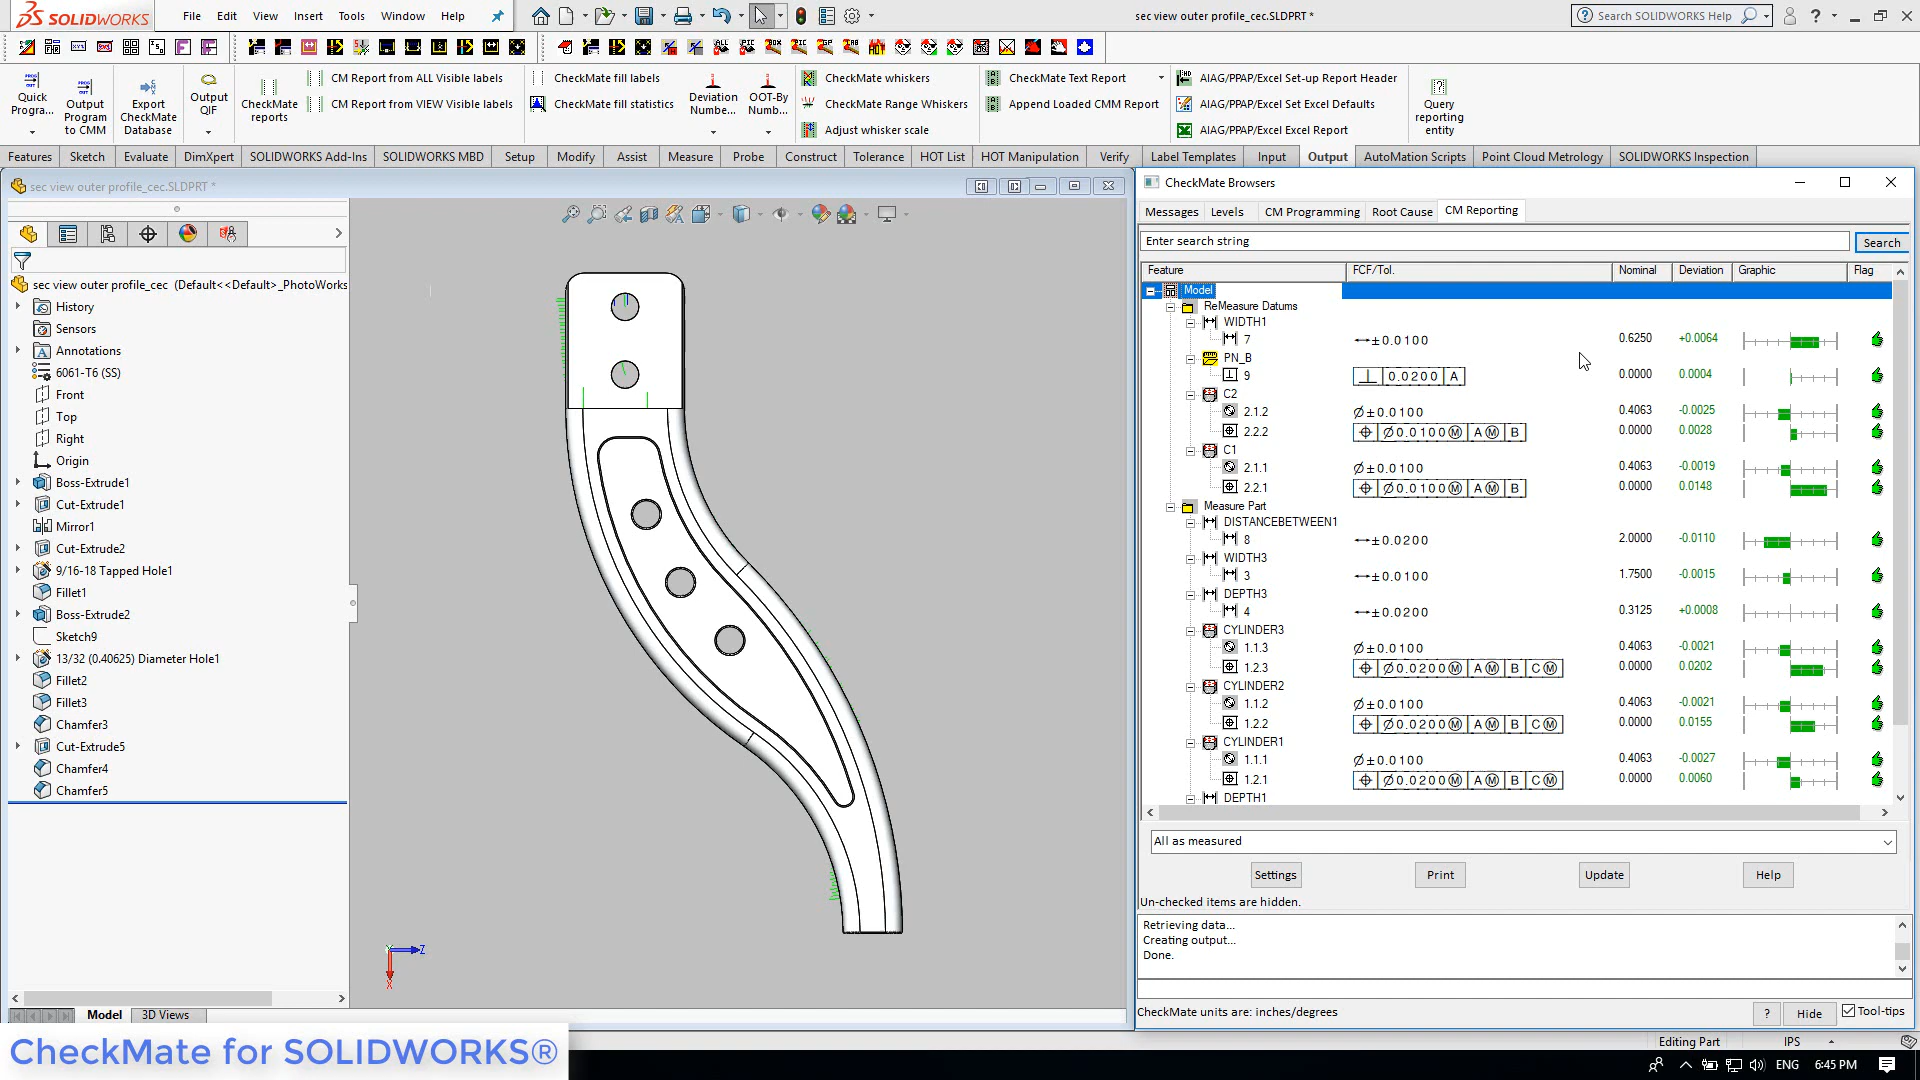 SOLIDWORKS
File Edit View Insert Tools Window Help
sec view outer profile_cec.SLDPRT *
Search SOLIDWORKS Help
Quick Progra...
Output Program to CMM
Export CheckMate Database
Output QIF
CheckMate reports
CM Report from ALL Visible labels
CM Report from VIEW Visible labels
CheckMate fill labels
CheckMate fill statistics
Deviation Numbe...
OOT-By Numb...
CheckMate whiskers
CheckMate Range Whiskers
Adjust whisker scale
CheckMate Text Report
Append Loaded CMM Report
AIAG/PPAP/Excel Set-up Report Header
AIAG/PPAP/Excel Set Excel Defaults
AIAG/PPAP/Excel Excel Report
Query reporting entity
Features Sketch Evaluate DimXpert SOLIDWORKS Add-Ins SOLIDWORKS MBD Setup Modify Assist Measure Probe Construct Tolerance HOT List HOT Manipulation Verify Label Templates Input Output AutoMation Scripts Point Cloud Metrology SOLIDWORKS Inspection
sec view outer profile_cec.SLDPRT *
sec view outer profile_cec (Default<<Default>_PhotoWorks
History
Sensors
Annotations
6061-T6 (SS)
Front
Top
Right
Origin
Boss-Extrude1
Cut-Extrude1
Mirror1
Cut-Extrude2
9/16-18 Tapped Hole1
Fillet1
Boss-Extrude2
Sketch9
13/32 (0.40625) Diameter Hole1
Fillet2
Fillet3
Chamfer3
Cut-Extrude5
Chamfer4
Chamfer5
Z
X
Model 3D Views
CheckMate Browsers
Messages Levels CM Programming Root Cause CM Reporting
Enter search string
Search
Feature FCF/Tol. Nominal Deviation Graphic Flag
Model
ReMeasure Datums
WIDTH1
7 ±0.0100 0.6250 +0.0064
PN_B
9 ⊥ 0.0200 A 0.0000 0.0004
C2
2.1.2 Ø±0.0100 0.4063 -0.0025
2.2.2 ⌖ Ø0.0100Ⓜ AⓂ B 0.0000 0.0028
C1
2.1.1 Ø±0.0100 0.4063 -0.0019
2.2.1 ⌖ Ø0.0100Ⓜ AⓂ B 0.0000 0.0148
Measure Part
DISTANCEBETWEEN1
8 ±0.0200 2.0000 -0.0110
WIDTH3
3 ±0.0100 1.7500 -0.0015
DEPTH3
4 ±0.0200 0.3125 +0.0008
CYLINDER3
1.1.3 Ø±0.0100 0.4063 -0.0021
1.2.3 ⌖ Ø0.0200Ⓜ AⓂ B CⓂ 0.0000 0.0202
CYLINDER2
1.1.2 Ø±0.0100 0.4063 -0.0021
1.2.2 ⌖ Ø0.0200Ⓜ AⓂ B CⓂ 0.0000 0.0155
CYLINDER1
1.1.1 Ø±0.0100 0.4063 -0.0027
1.2.1 ⌖ Ø0.0200Ⓜ AⓂ B CⓂ 0.0000 0.0060
DEPTH1
All as measured
Settings Print Update Help
Un-checked items are hidden.
Retrieving data...
Creating output...
Done.
CheckMate units are: inches/degrees
? Hide Tool-tips
Editing Part IPS
CheckMate for SOLIDWORKS®
ENG 6:45 PM